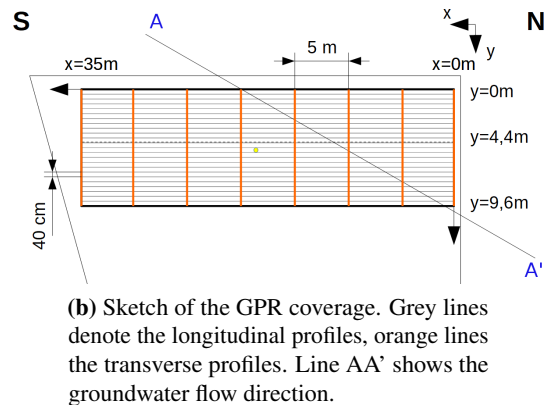 S
A
x
N
y
5 m
x=35m
x=0m
y=0m
y=4,4m
y=9,6m
40 cm
A'
(b) Sketch of the GPR coverage. Grey lines
denote the longitudinal profiles, orange lines
the transverse profiles. Line AA’ shows the
groundwater flow direction.